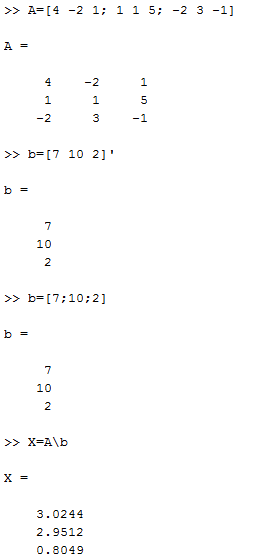 >> A=[4 -2 1; 1 1 5; -2 3 -1]
A =
4 -2 1
1 1 5
-2 3 -1
>> b=[7 10 2]'
b =
7
10
2
>> b=[7;10;2]
b =
7
10
2
>> X=A\b
X =
3.0244
2.9512
0.8049